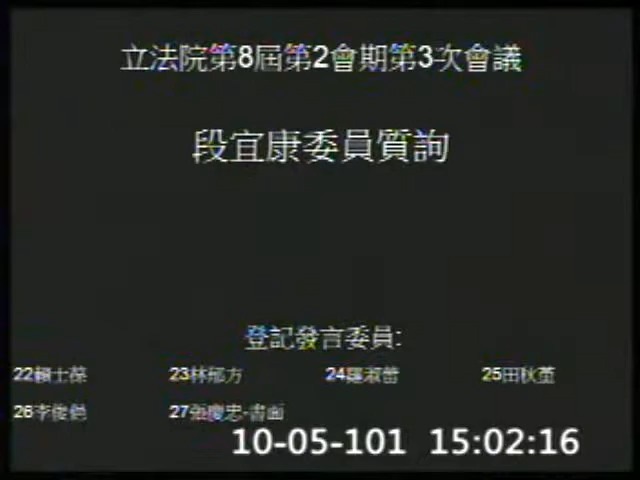 立法院第8屆第2會期第3次會議
段宜康委員質詢
登記發言委員:
22賴士葆 23林郁方 24羅淑蕾 25田秋堇
26李俊俋 27張慶忠-書面
10-05-101 15:02:16